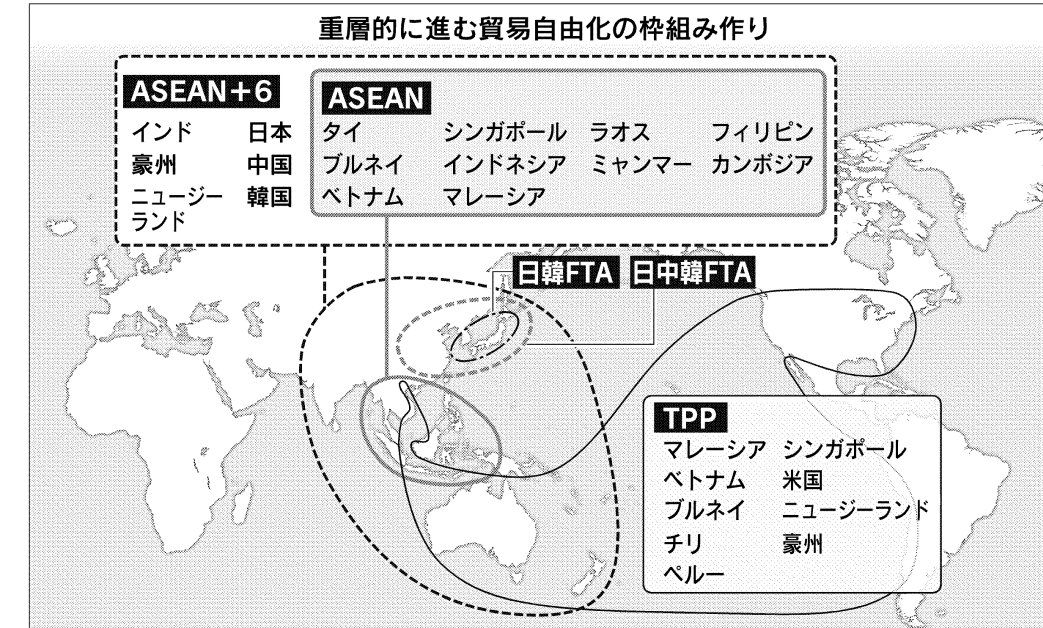 重層的に進む貿易自由化の枠組み作り
ASEAN+6
インド 日本
豪州 中国
ニュージー 韓国
ランド
ASEAN
タイ シンガポール ラオス フィリピン
ブルネイ インドネシア ミャンマー カンボジア
ベトナム マレーシア
日韓FTA 日中韓FTA
TPP
マレーシア シンガポール
ベトナム 米国
ブルネイ ニュージーランド
チリ 豪州
ペルー